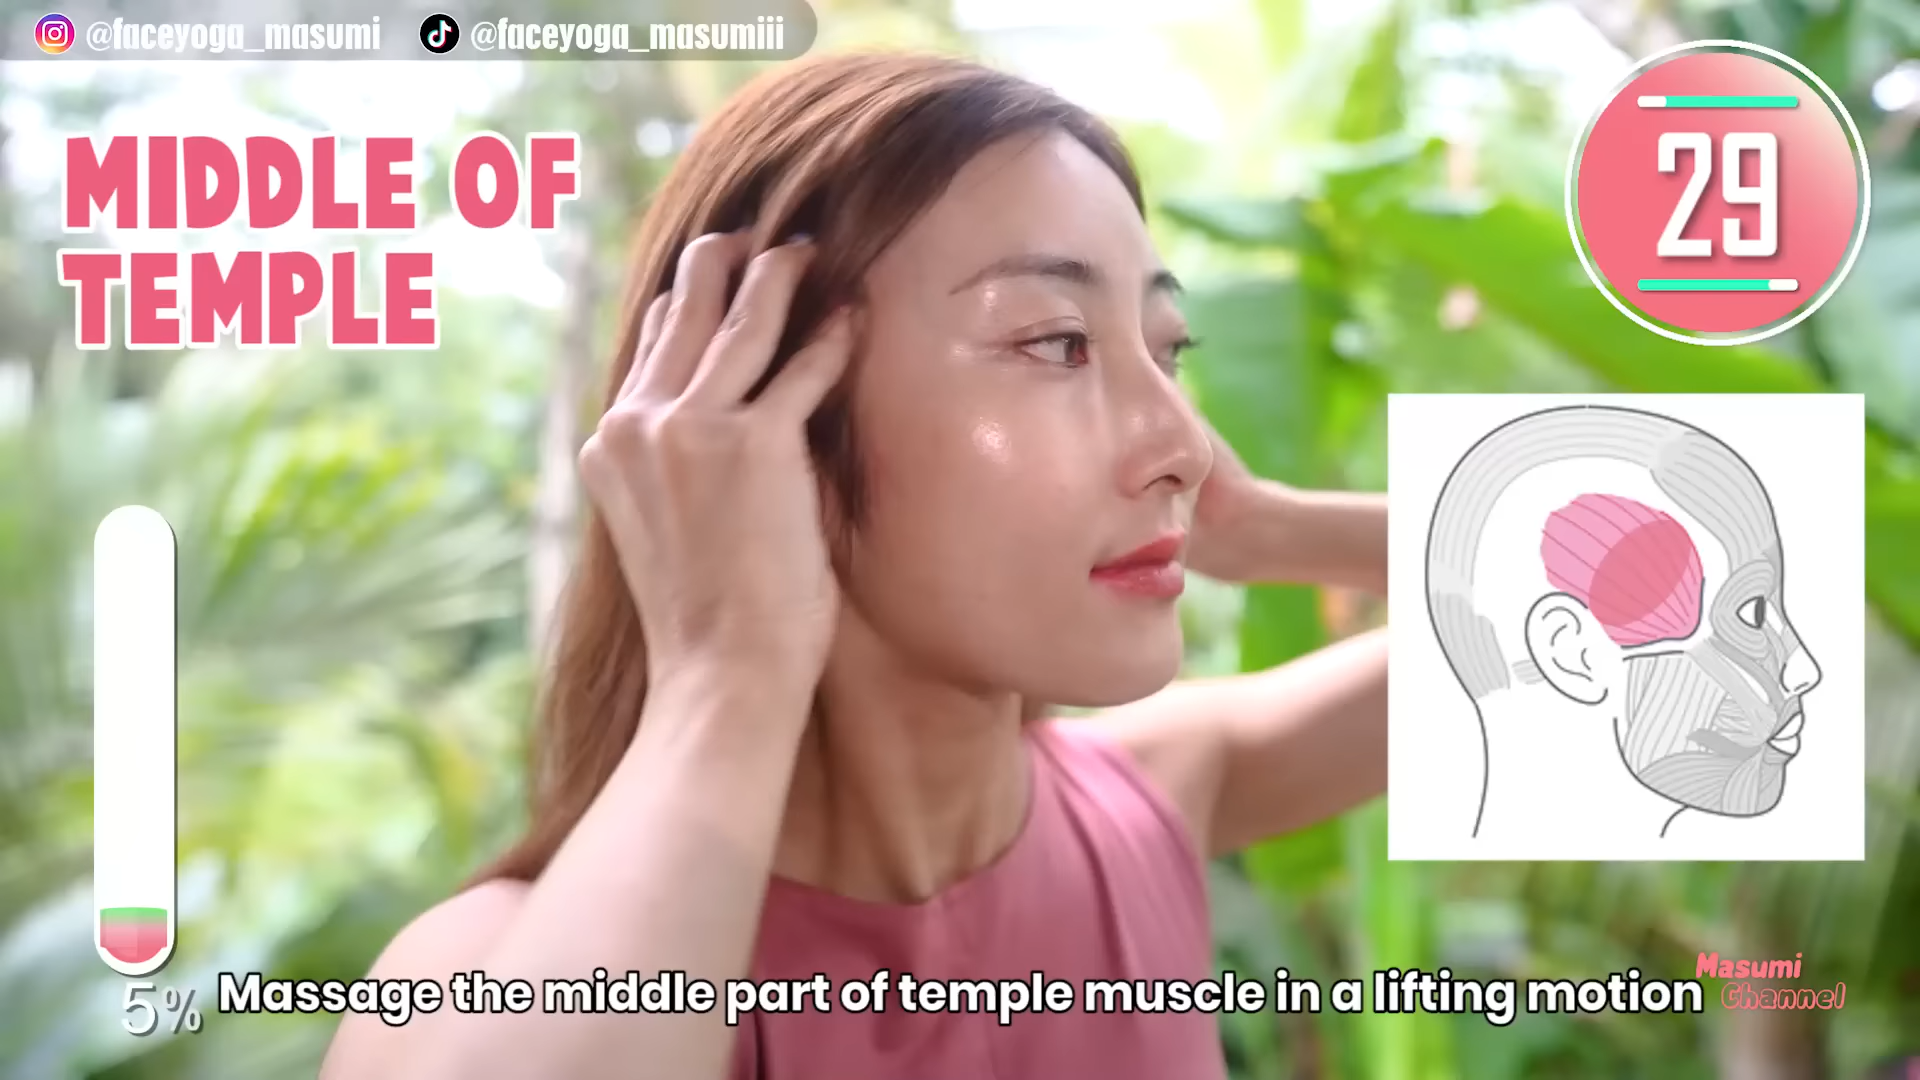 @faceyoga_masumi @faceyoga_masumiii
MIDDLE OF
TEMPLE
29
5%
Massage the middle part of temple muscle in a lifting motion
Masumi
Channel